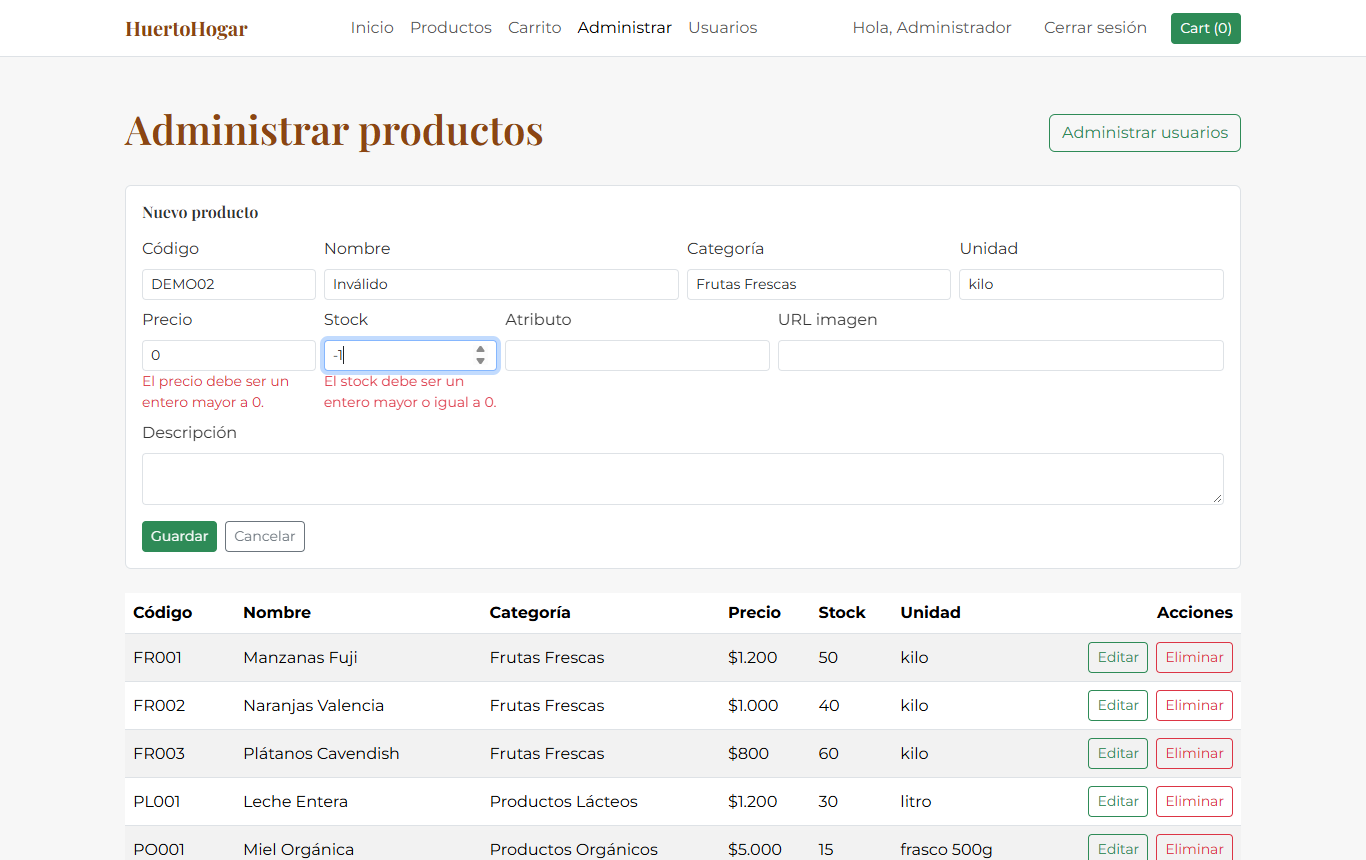 HuertoHogar Inicio Productos Carrito Administrar Usuarios Hola, Administrador Cerrar sesión Cart (0)
Administrar productos Administrar usuarios
Nuevo producto
Código Nombre Categoría Unidad
DEMO02 Inválido Frutas Frescas kilo
Precio Stock Atributo URL imagen
0 -1
El precio debe ser un El stock debe ser un
entero mayor a 0. entero mayor o igual a 0.
Descripción
Guardar Cancelar
Código Nombre Categoría Precio Stock Unidad Acciones
FR001 Manzanas Fuji Frutas Frescas $1.200 50 kilo Editar Eliminar
FR002 Naranjas Valencia Frutas Frescas $1.000 40 kilo Editar Eliminar
FR003 Plátanos Cavendish Frutas Frescas $800 60 kilo Editar Eliminar
PL001 Leche Entera Productos Lácteos $1.200 30 litro Editar Eliminar
PO001 Miel Orgánica Productos Orgánicos $5.000 15 frasco 500g Editar Eliminar